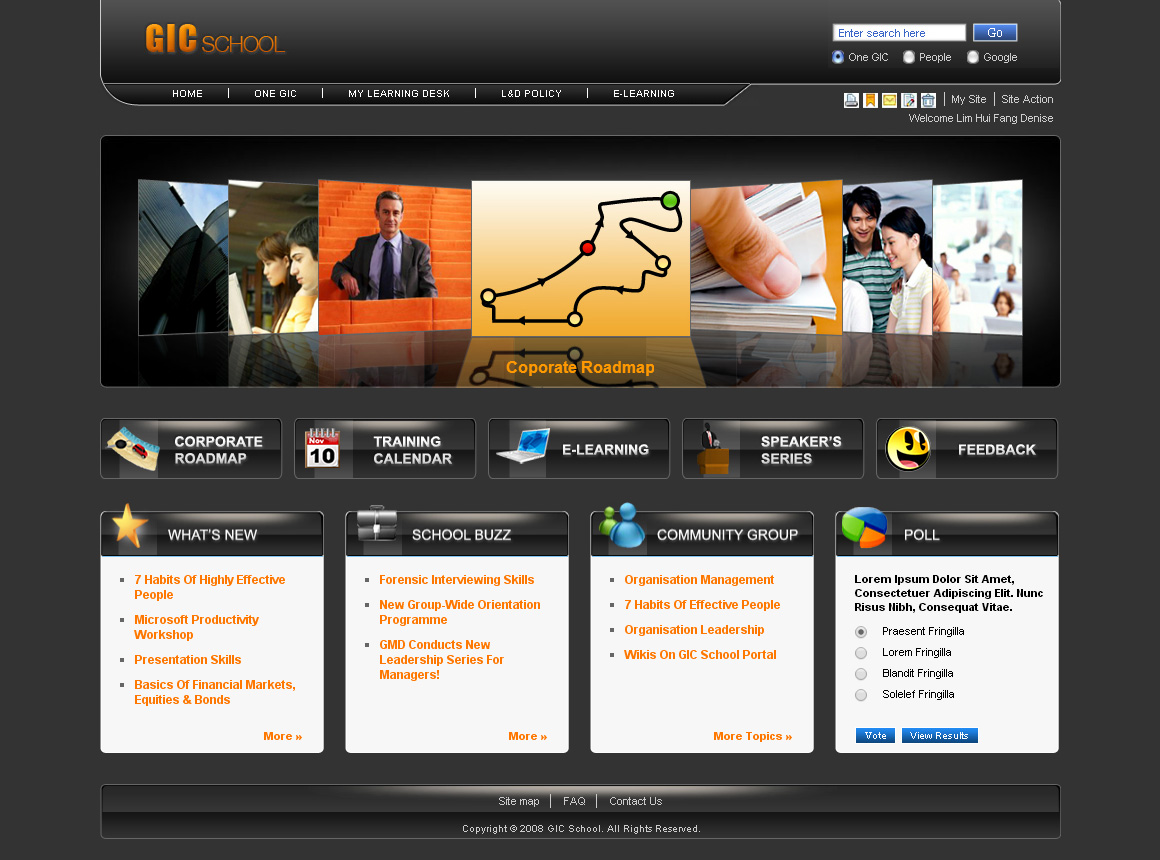 GIC SCHOOL
Enter search here Go
One GIC People Google
HOME ONE GIC MY LEARNING DESK L&D POLICY E-LEARNING
My Site Site Action
Welcome Lim Hui Fang Denise
Coporate Roadmap
CORPORATE
ROADMAP
Nov
10
TRAINING
CALENDAR
E-LEARNING
SPEAKER'S
SERIES
FEEDBACK
WHAT'S NEW
7 Habits Of Highly Effective
People
Microsoft Productivity
Workshop
Presentation Skills
Basics Of Financial Markets,
Equities & Bonds
More »
SCHOOL BUZZ
Forensic Interviewing Skills
New Group-Wide Orientation
Programme
GMD Conducts New
Leadership Series For
Managers!
More »
COMMUNITY GROUP
Organisation Management
7 Habits Of Effective People
Organisation Leadership
Wikis On GIC School Portal
More Topics »
POLL
Lorem Ipsum Dolor Sit Amet,
Consectetuer Adipiscing Elit. Nunc
Risus Nibh, Consequat Vitae.
Praesent Fringilla
Lorem Fringilla
Blandit Fringilla
Solelef Fringilla
Vote View Results
Site map FAQ Contact Us
Copyright © 2008 GIC School. All Rights Reserved.